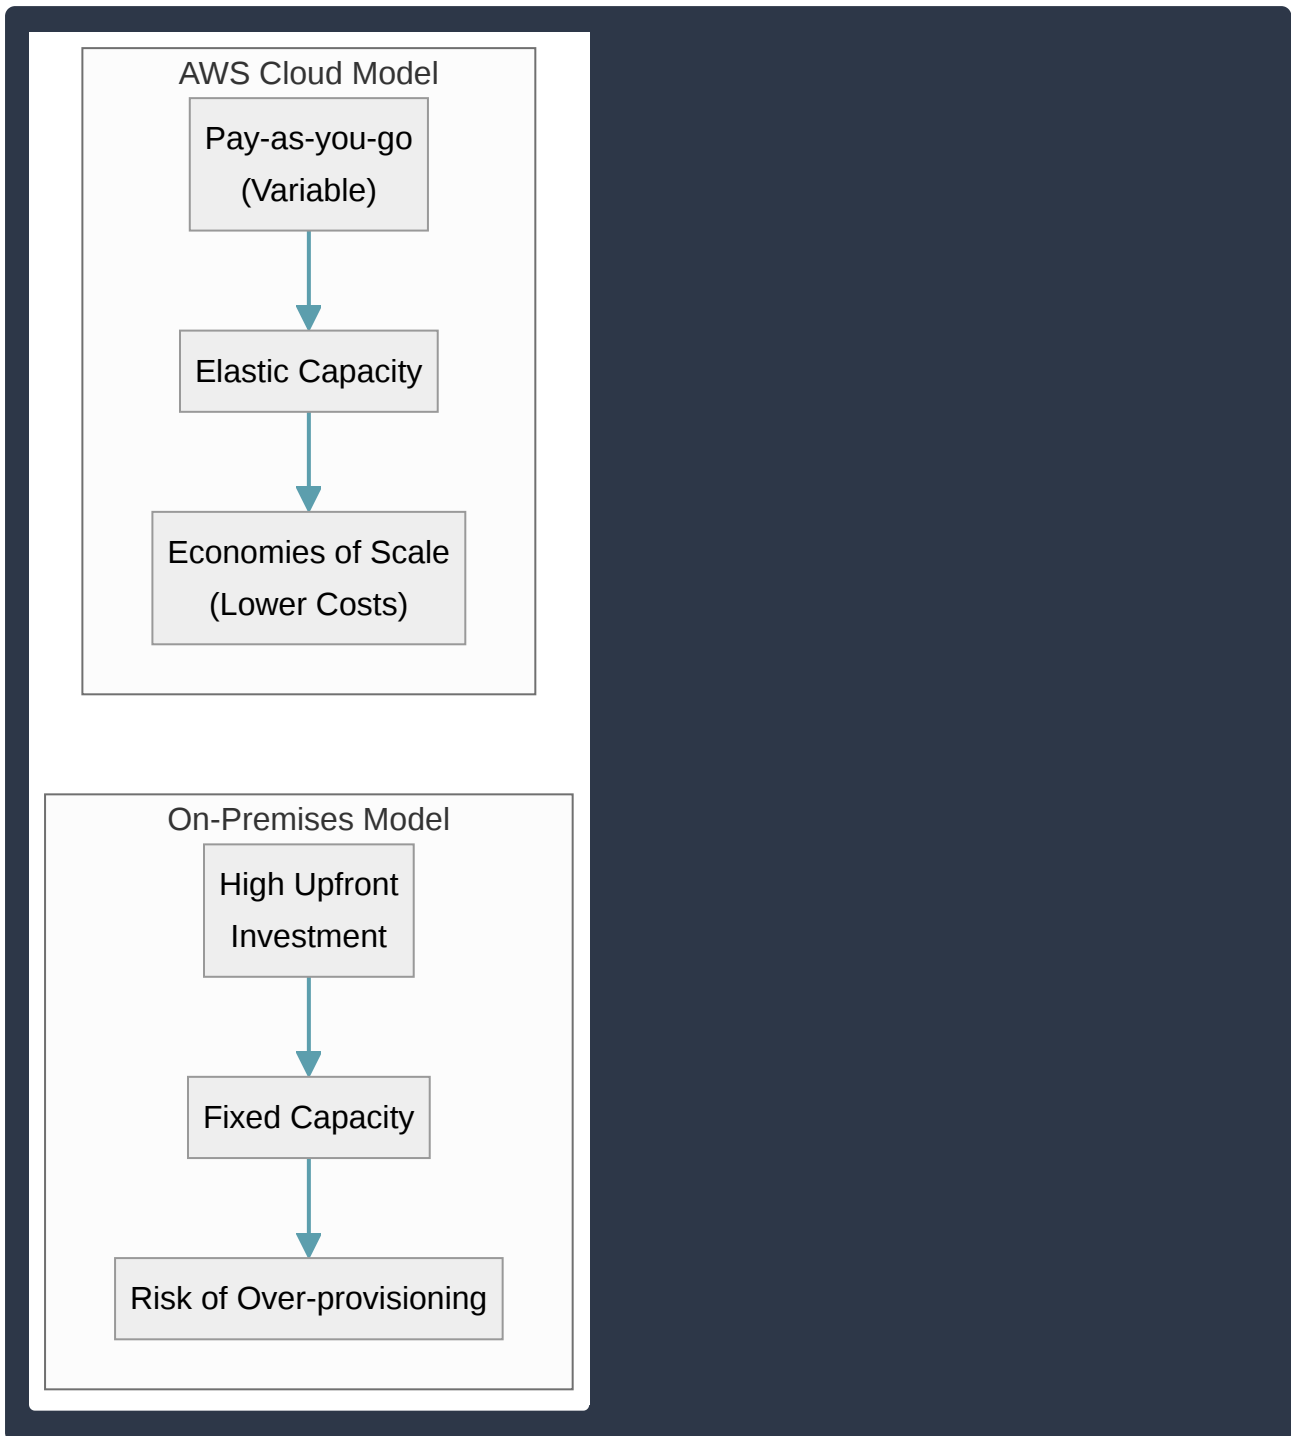 AWS Cloud Model
Pay-as-you-go
(Variable)
Elastic Capacity
Economies of Scale
(Lower Costs)
On-Premises Model
High Upfront
Investment
Fixed Capacity
Risk of Over-provisioning